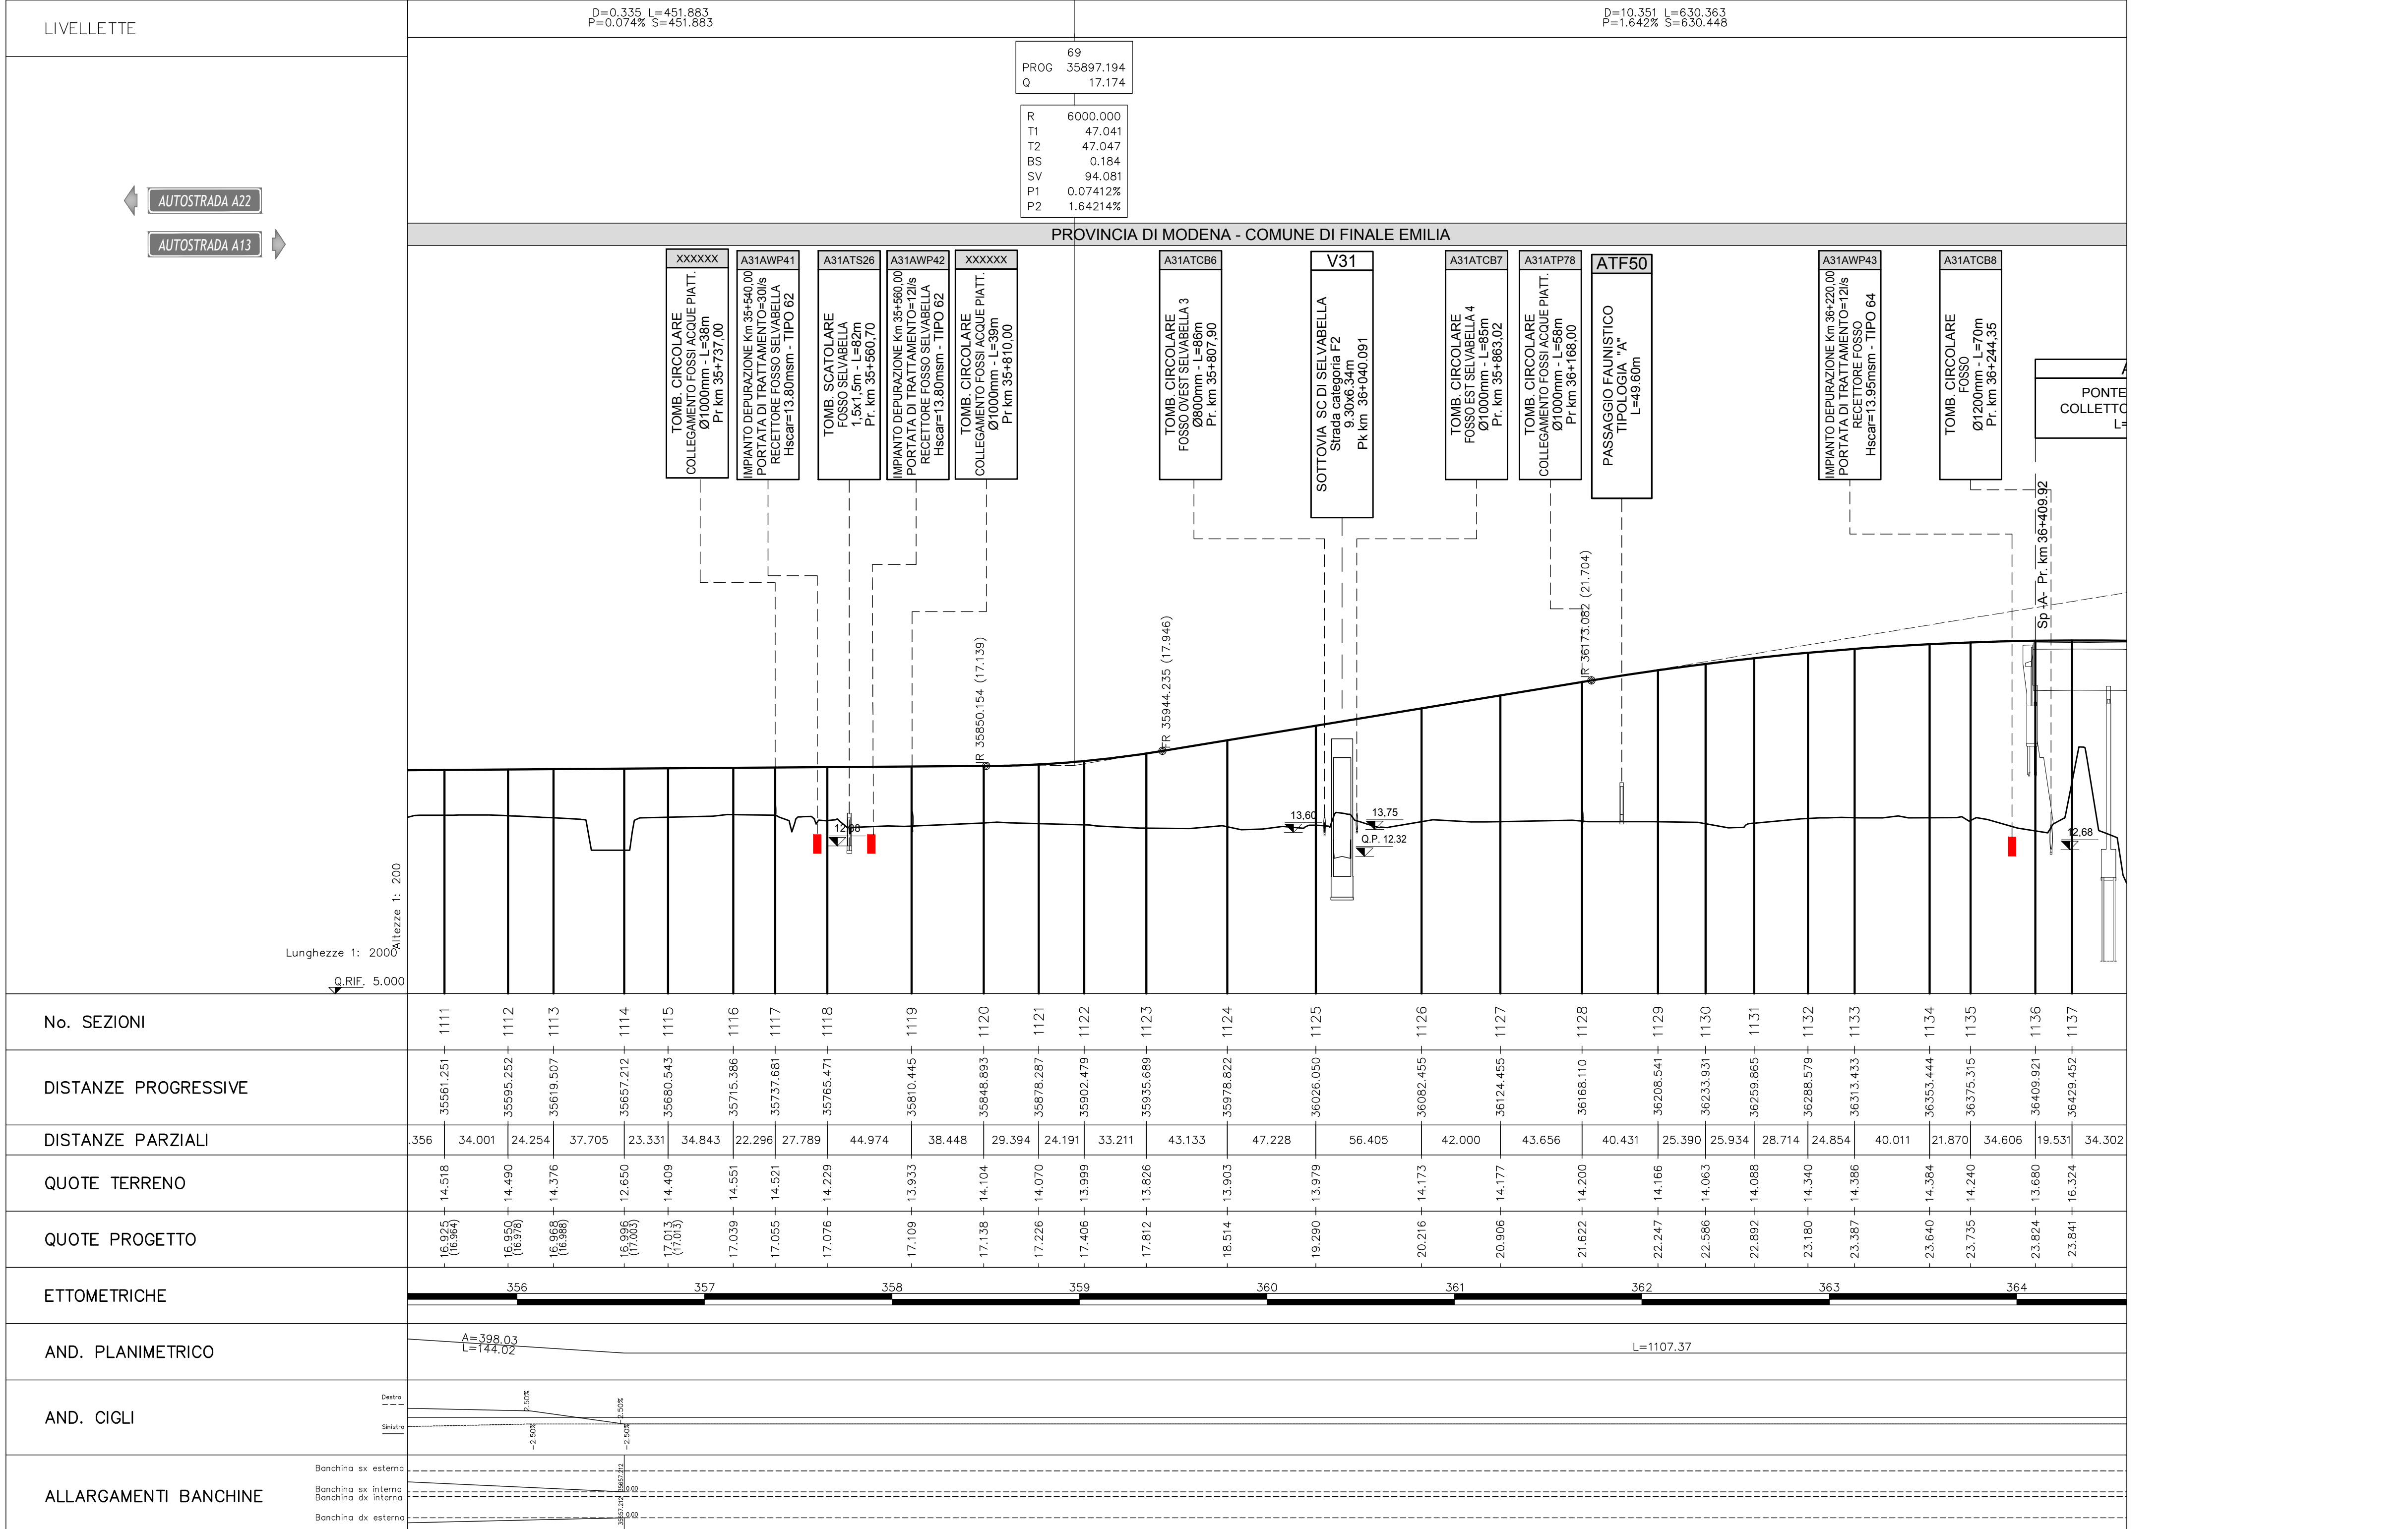 LIVELLETTE
D=0.335 L=451.883
P=0.074% S=451.883
D=10.351 L=630.363
P=1.642% S=630.448
69
PROG 35897.194
Q 17.174
R 6000.000
T1 47.041
T2 47.047
BS 0.184
SV 94.081
P1 0.07412%
P2 1.64214%
AUTOSTRADA A22
AUTOSTRADA A13
PROVINCIA DI MODENA - COMUNE DI FINALE EMILIA
XXXXXX
TOMB. CIRCOLARE
COLLEGAMENTO FOSSI ACQUE PIATT.
Ø1000mm - L=38m
Pr km 35+737,00
A31AWP41
IMPIANTO DEPURAZIONE Km 35+540,00
PORTATA DI TRATTAMENTO=30l/s
RECETTORE FOSSO SELVABELLA
Hscar=13.80msm - TIPO 62
A31ATS26
TOMB. SCATOLARE
FOSSO SELVABELLA
1,5x1,5m - L=82m
Pr. km 35+560,70
A31AWP42
IMPIANTO DEPURAZIONE Km 35+560,00
PORTATA DI TRATTAMENTO=12l/s
RECETTORE FOSSO SELVABELLA
Hscar=13.80msm - TIPO 62
XXXXXX
TOMB. CIRCOLARE
COLLEGAMENTO FOSSI ACQUE PIATT.
Ø1000mm - L=39m
Pr km 35+810,00
A31ATCB6
TOMB. CIRCOLARE
FOSSO OVEST SELVABELLA 3
Ø800mm - L=86m
Pr. km 35+807,90
V31
SOTTOVIA SC DI SELVABELLA
Strada categoria F2
9.30x6.34m
Pk km 36+040.091
A31ATCB7
TOMB. CIRCOLARE
FOSSO EST SELVABELLA 4
Ø1000mm - L=85m
Pr. km 35+863,02
A31ATP78
TOMB. CIRCOLARE
COLLEGAMENTO FOSSI ACQUE PIATT.
Ø1000mm - L=58m
Pr km 36+168,00
ATF50
PASSAGGIO FAUNISTICO
TIPOLOGIA "A"
L=49.60m
A31AWP43
IMPIANTO DEPURAZIONE Km 36+220,00
PORTATA DI TRATTAMENTO=12l/s
RECETTORE FOSSO
Hscar=13.95msm - TIPO 64
A31ATCB8
TOMB. CIRCOLARE
FOSSO
Ø1200mm - L=70m
Pr. km 36+244,35
PONTE
COLLETTO
L=
Sp -A- Pr. km 36+409.92
IR 35850.154 (17.139)
FR 35944.235 (17.946)
IR 36173.082 (21.704)
12,88
13,60
13,75
Q.P. 12.32
12,68
Altezze 1: 200
Lunghezze 1: 2000
Q.RIF. 5.000
No. SEZIONI
1111 1112 1113 1114 1115 1116 1117 1118 1119 1120 1121 1122 1123 1124 1125 1126 1127 1128 1129 1130 1131 1132 1133 1134 1135 1136 1137
DISTANZE PROGRESSIVE
35561.251 35595.252 35619.507 35657.212 35680.543 35715.386 35737.681 35765.471 35810.445 35848.893 35878.287 35902.479 35935.689 35978.822 36026.050 36082.455 36124.455 36168.110 36208.541 36233.931 36259.865 36288.579 36313.433 36353.444 36375.315 36409.921 36429.452
DISTANZE PARZIALI
.356 34.001 24.254 37.705 23.331 34.843 22.296 27.789 44.974 38.448 29.394 24.191 33.211 43.133 47.228 56.405 42.000 43.656 40.431 25.390 25.934 28.714 24.854 40.011 21.870 34.606 19.531 34.302
QUOTE TERRENO
14.518 14.490 14.376 12.650 14.409 14.551 14.521 14.229 13.933 14.104 14.070 13.999 13.826 13.903 13.979 14.173 14.177 14.200 14.166 14.063 14.088 14.340 14.386 14.384 14.240 13.680 16.324
QUOTE PROGETTO
16.925 16.950 16.968 16.996 17.013 17.039 17.055 17.076 17.109 17.138 17.226 17.406 17.812 18.514 19.290 20.216 20.906 21.622 22.247 22.586 22.892 23.180 23.387 23.640 23.735 23.824 23.841
(16.964) (16.978) (16.988) (17.003) (17.013)
ETTOMETRICHE
356 357 358 359 360 361 362 363 364
AND. PLANIMETRICO
A=398.03
L=144.02
L=1107.37
AND. CIGLI
Destro
Sinistro
2.50%
-2.50%
-2.50%
-2.50%
ALLARGAMENTI BANCHINE
Banchina sx esterna
Banchina sx interna
Banchina dx interna
Banchina dx esterna
35657.212
0.00
35657.212
0.00